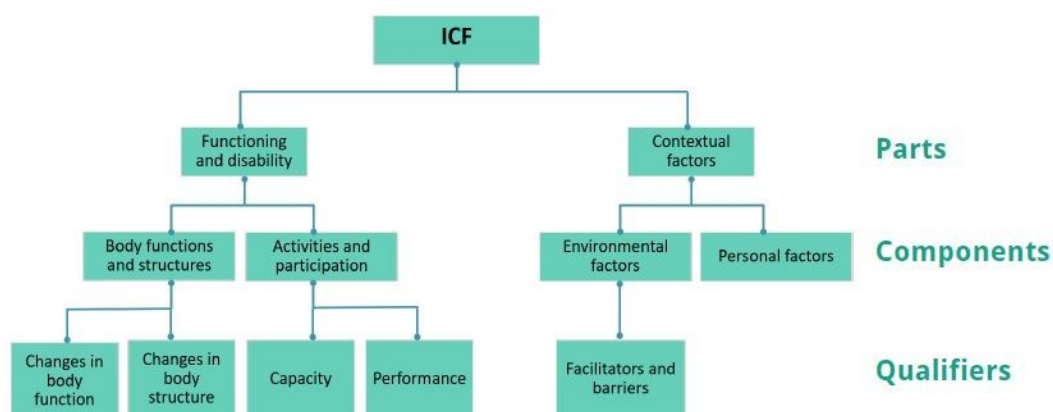 ICF
Functioning
and disability
Contextual
factors
Parts
Body functions
and structures
Activities and
participation
Environmental
factors
Personal factors
Components
Changes in
body
function
Changes in
body
structure
Capacity
Performance
Facilitators and
barriers
Qualifiers